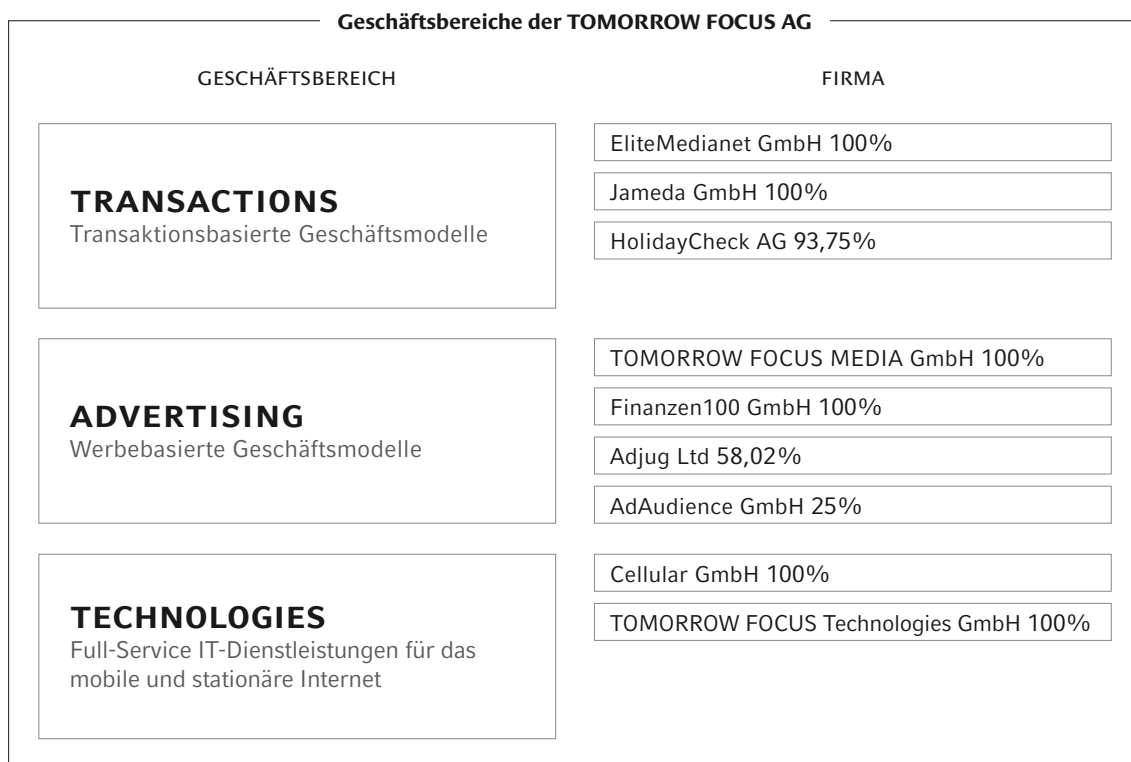 Geschäftsbereiche der TOMORROW FOCUS AG
GESCHÄFTSBEREICH
FIRMA
TRANSACTIONS
Transaktionsbasierte Geschäftsmodelle
EliteMedianet GmbH 100%
Jameda GmbH 100%
HolidayCheck AG 93,75%
ADVERTISING
Werbebasierte Geschäftsmodelle
TOMORROW FOCUS MEDIA GmbH 100%
Finanzen100 GmbH 100%
Adjug Ltd 58,02%
AdAudience GmbH 25%
TECHNOLOGIES
Full-Service IT-Dienstleistungen für das
mobile und stationäre Internet
Cellular GmbH 100%
TOMORROW FOCUS Technologies GmbH 100%